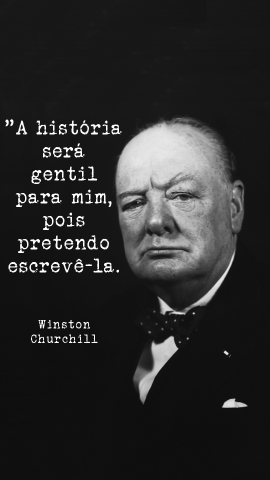 "A história
será
gentil
para mim,
pois
pretendo
escrevê-la.
Winston
Churchill